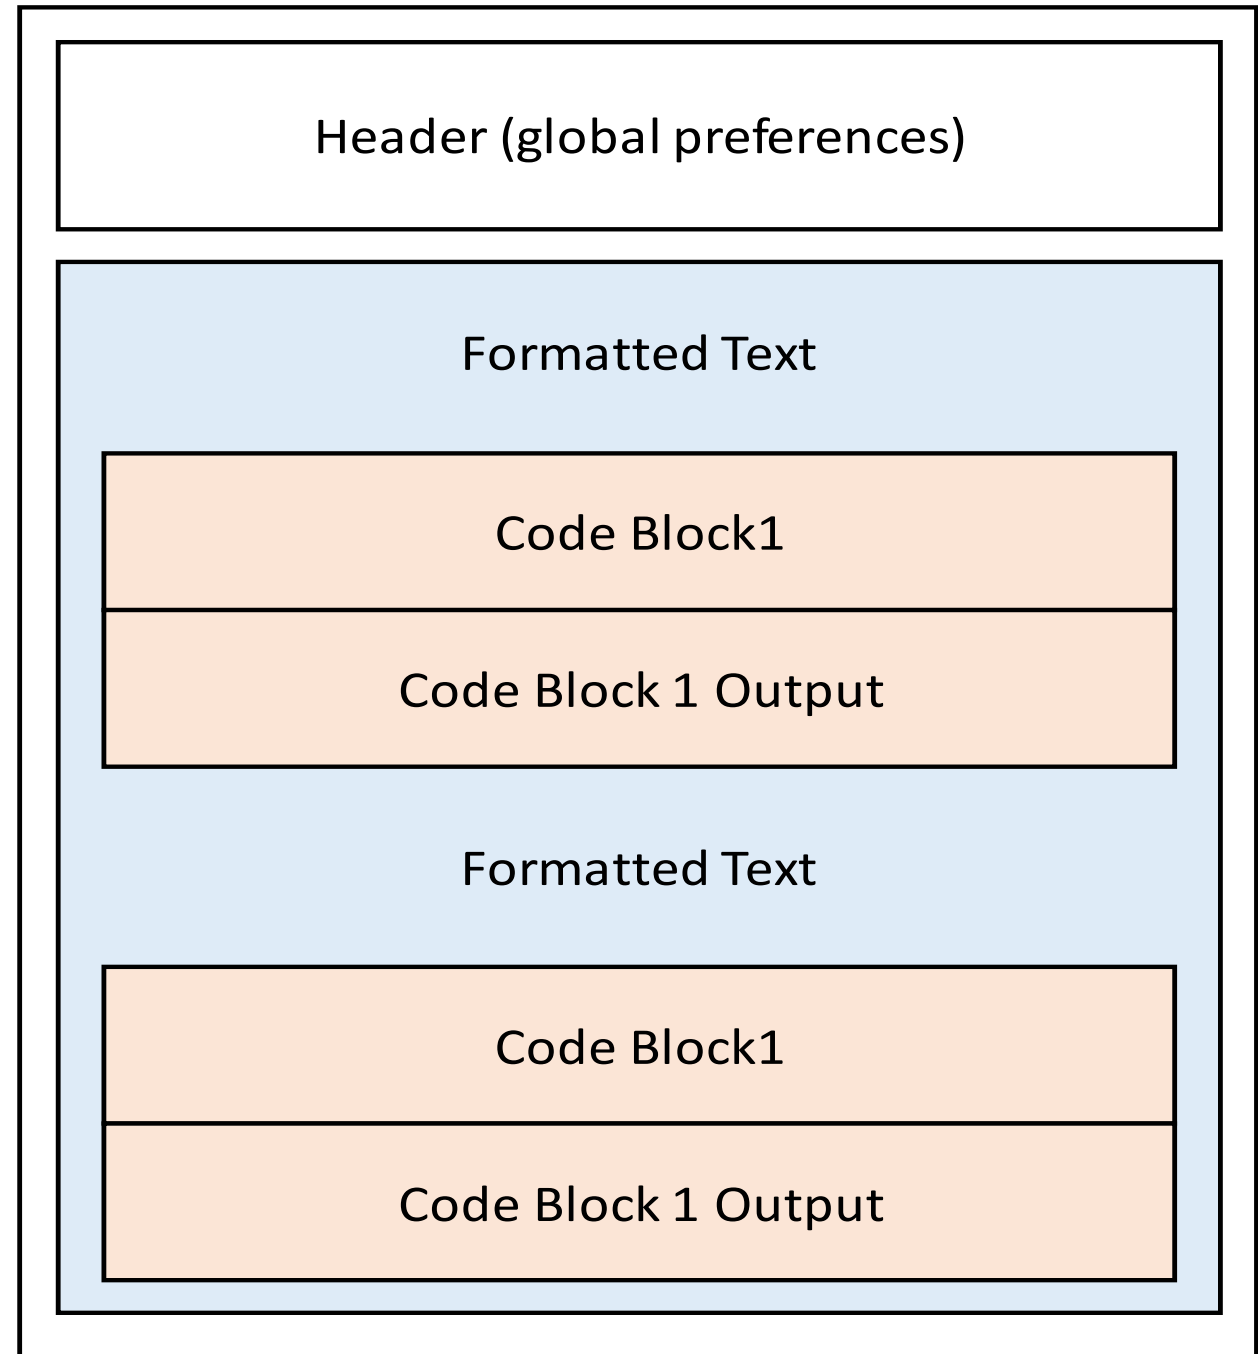 Header (global preferences)
Formatted Text
Code Block1
Code Block 1 Output
Formatted Text
Code Block1
Code Block 1 Output